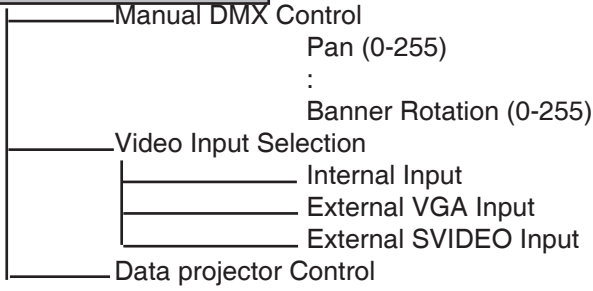 Manual DMX Control
Pan (0-255)
:
Banner Rotation (0-255)
Video Input Selection
Internal Input
External VGA Input
External SVIDEO Input
Data projector Control